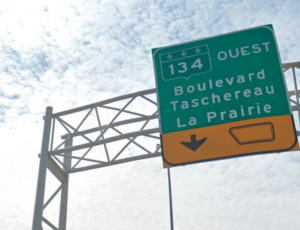 134 OUEST
Boulevard
Taschereau
La Prairie